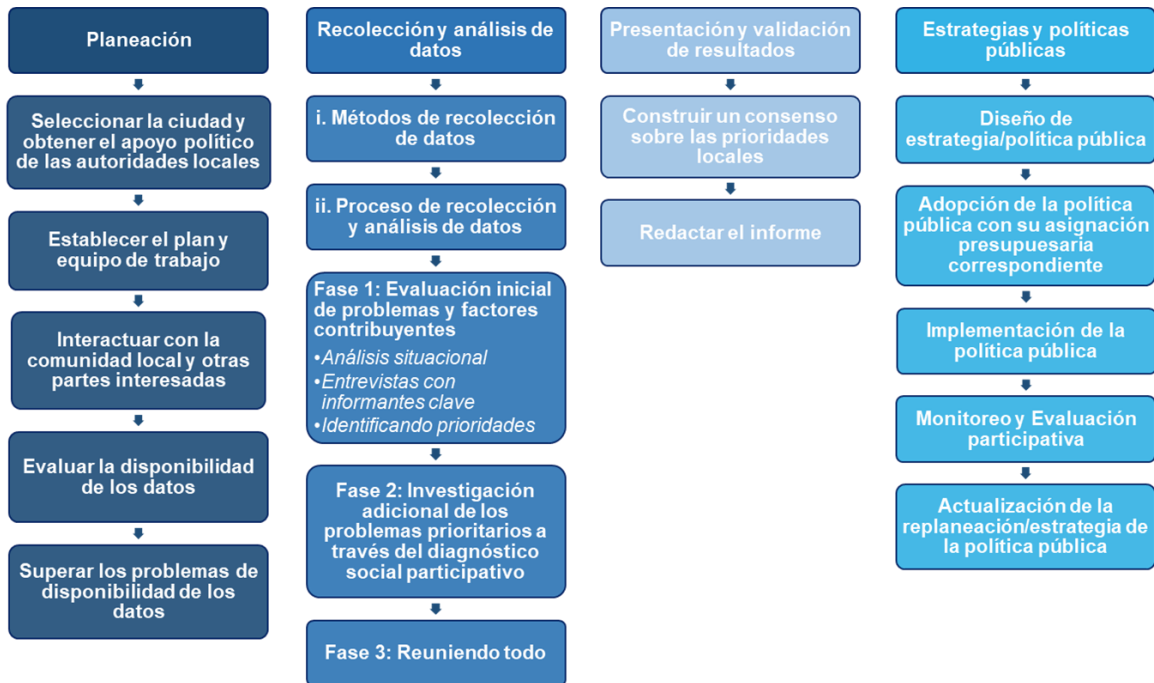 Planeación
Seleccionar la ciudad y
obtener el apoyo político
de las autoridades locales
Establecer el plan y
equipo de trabajo
Interactuar con la
comunidad local y otras
partes interesadas
Evaluar la disponibilidad
de los datos
Superar los problemas de
disponibilidad de los
datos
Recolección y análisis de
datos
i. Métodos de recolección
de datos
ii. Proceso de recolección
y análisis de datos
Fase 1: Evaluación inicial
de problemas y factores
contribuyentes
•Análisis situacional
•Entrevistas con
informantes clave
•Identificando prioridades
Fase 2: Investigación
adicional de los
problemas prioritarios a
través del diagnóstico
social participativo
Fase 3: Reuniendo todo
Presentación y validación
de resultados
Construir un consenso
sobre las prioridades
locales
Redactar el informe
Estrategias y políticas
públicas
Diseño de
estrategia/política pública
Adopción de la política
pública con su asignación
presupuesaria
correspondiente
Implementación de la
política pública
Monitoreo y Evaluación
participativa
Actualización de la
replaneación/estrategia de
la política pública